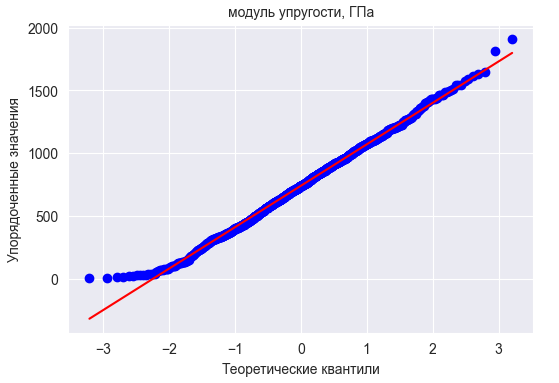 модуль упругости, ГПа
Упорядоченные значения
2000
1500
1000
500
0
−3 −2 −1 0 1 2 3
Теоретические квантили